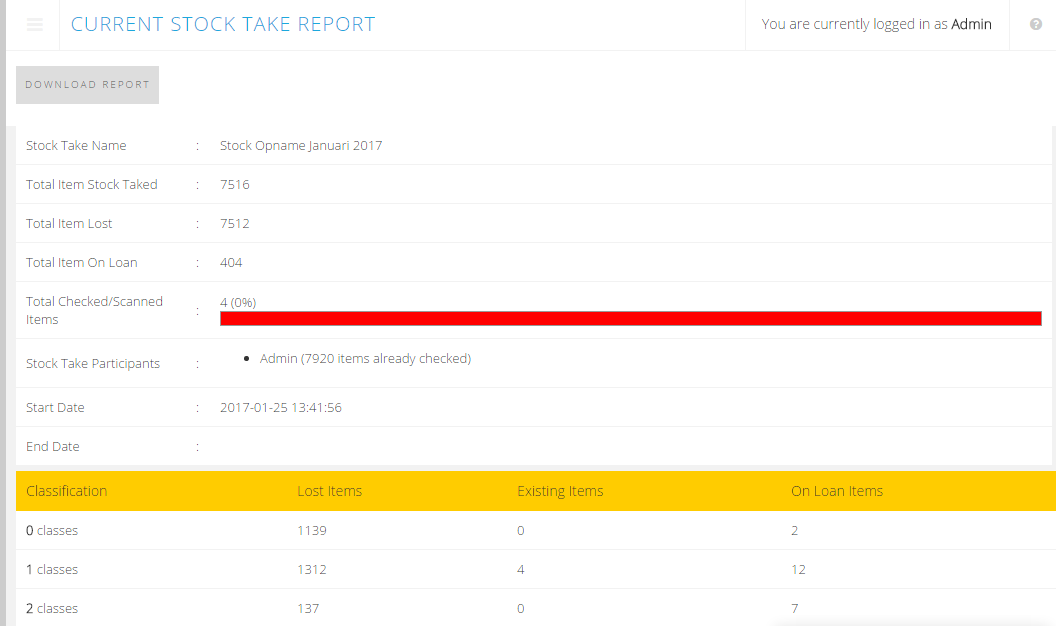 CURRENT STOCK TAKE REPORT
You are currently logged in as Admin
?
DOWNLOAD REPORT
Stock Take Name : Stock Opname Januari 2017
Total Item Stock Taked : 7516
Total Item Lost : 7512
Total Item On Loan : 404
Total Checked/Scanned
Items : 4 (0%)
Stock Take Participants : • Admin (7920 items already checked)
Start Date : 2017-01-25 13:41:56
End Date :
Classification Lost Items Existing Items On Loan Items
0 classes 1139 0 2
1 classes 1312 4 12
2 classes 137 0 7